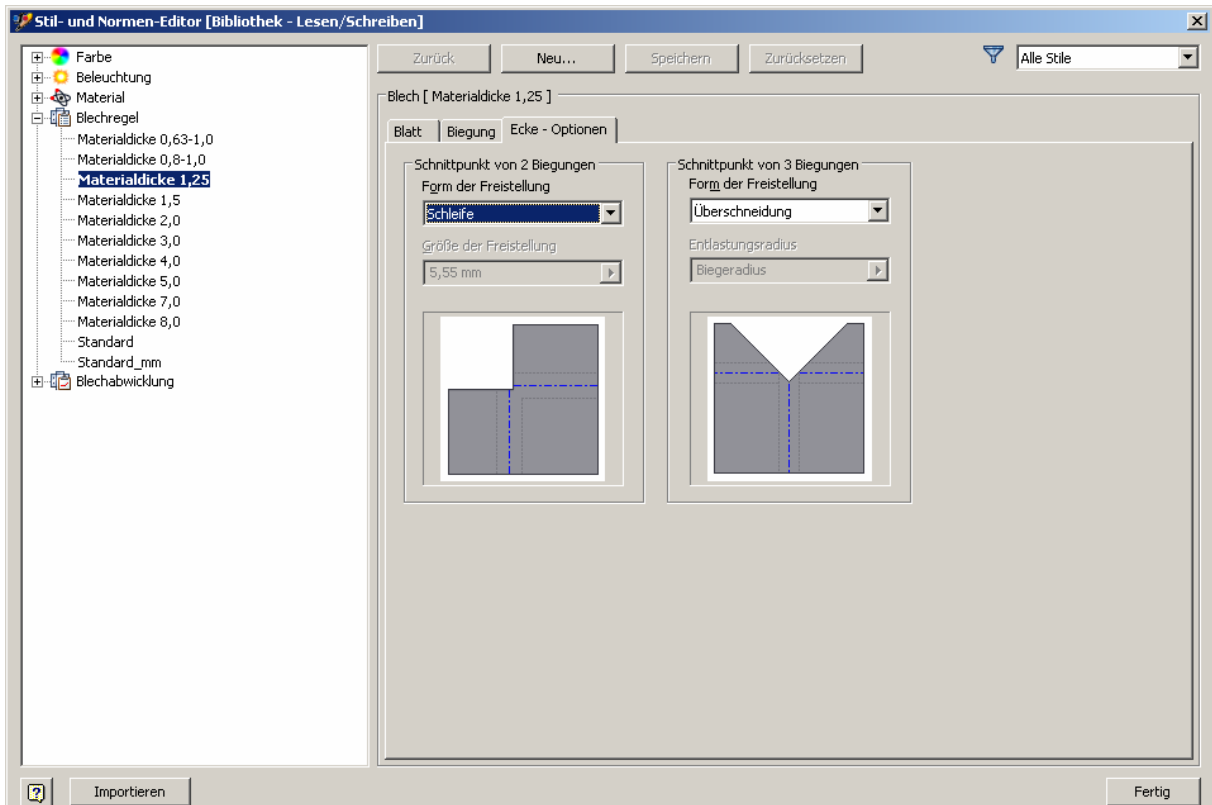 Stil- und Normen-Editor [Bibliothek - Lesen/Schreiben]
Farbe
Beleuchtung
Material
Blechregel
Materialdicke 0,63-1,0
Materialdicke 0,8-1,0
Materialdicke 1,25
Materialdicke 1,5
Materialdicke 2,0
Materialdicke 3,0
Materialdicke 4,0
Materialdicke 5,0
Materialdicke 7,0
Materialdicke 8,0
Standard
Standard_mm
Blechabwicklung
Zurück Neu... Speichern Zurücksetzen Alle Stile
Blech [ Materialdicke 1,25 ]
Blatt Biegung Ecke - Optionen
Schnittpunkt von 2 Biegungen
Form der Freistellung
Schleife
Größe der Freistellung
5,55 mm
Schnittpunkt von 3 Biegungen
Form der Freistellung
Überschneidung
Entlastungsradius
Biegeradius
Importieren Fertig